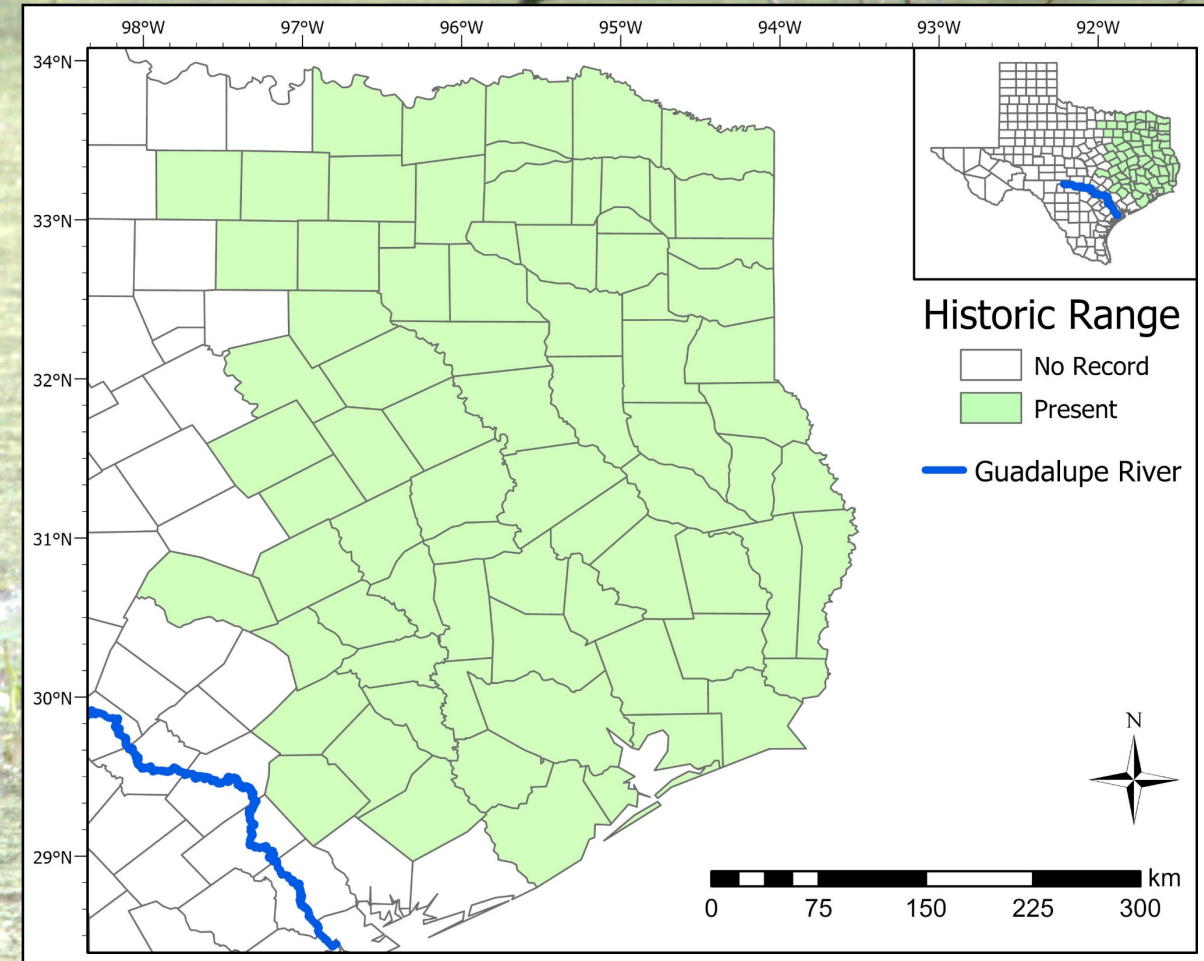 98°W 97°W 96°W 95°W 94°W 93°W 92°W
34°N
33°N
32°N
31°N
30°N
29°N
Historic Range
No Record
Present
Guadalupe River
N
km
0 75 150 225 300